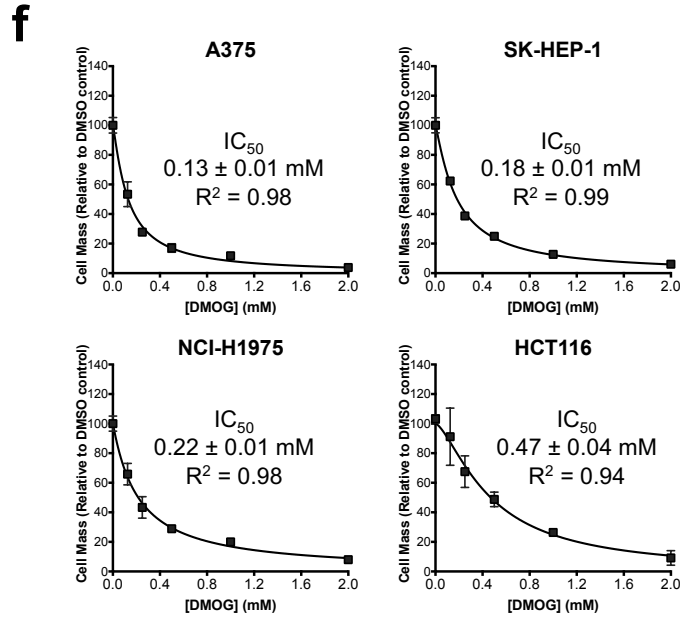 f
A375
Cell Mass (Relative to DMSO control)
140
120
100
80
60
40
20
0
0.0 0.4 0.8 1.2 1.6 2.0
[DMOG] (mM)
IC50
0.13 ± 0.01 mM
R² = 0.98
SK-HEP-1
Cell Mass (Relative to DMSO control)
140
120
100
80
60
40
20
0
0.0 0.4 0.8 1.2 1.6 2.0
[DMOG] (mM)
IC50
0.18 ± 0.01 mM
R² = 0.99
NCI-H1975
Cell Mass (Relative to DMSO control)
140
120
100
80
60
40
20
0
0.0 0.4 0.8 1.2 1.6 2.0
[DMOG] (mM)
IC50
0.22 ± 0.01 mM
R² = 0.98
HCT116
Cell Mass (Relative to DMSO control)
140
120
100
80
60
40
20
0
0.0 0.4 0.8 1.2 1.6 2.0
[DMOG] (mM)
IC50
0.47 ± 0.04 mM
R² = 0.94